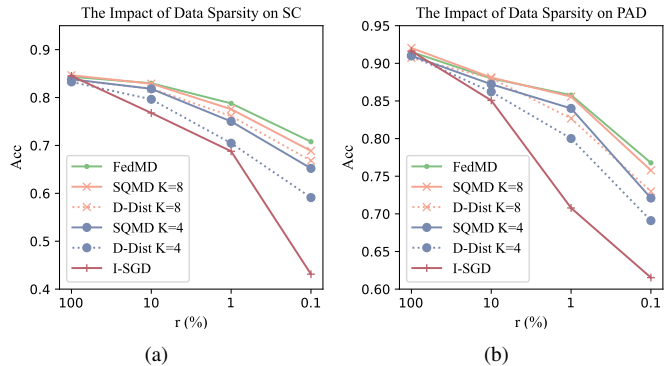 The Impact of Data Sparsity on SC
0.9
0.8
0.7
0.6
0.5
0.4
Acc
FedMD
SQMD K=8
D-Dist K=8
SQMD K=4
D-Dist K=4
I-SGD
100
10
1
0.1
r (%)
(a)
The Impact of Data Sparsity on PAD
0.95
0.90
0.85
0.80
0.75
0.70
0.65
0.60
Acc
FedMD
SQMD K=8
D-Dist K=8
SQMD K=4
D-Dist K=4
I-SGD
100
10
1
0.1
r (%)
(b)